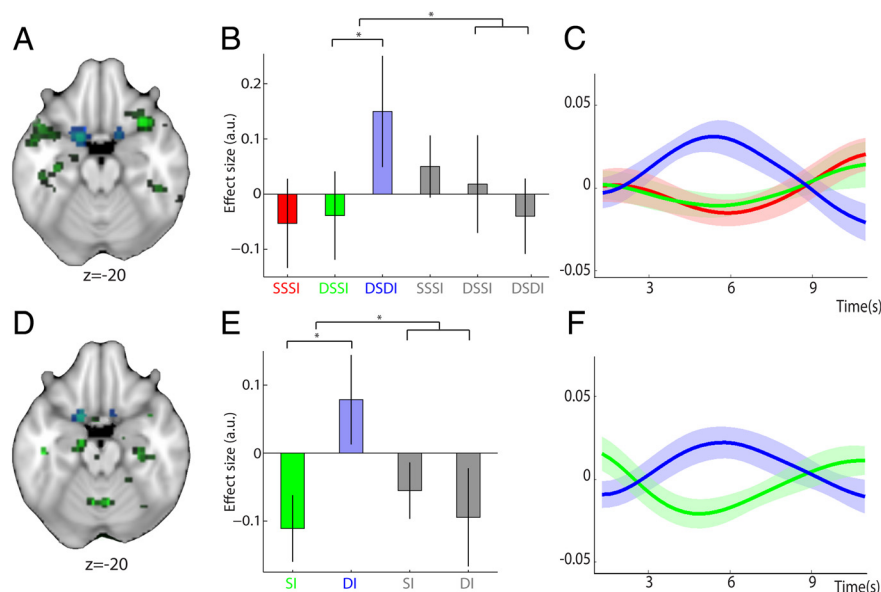 A
B
C
z=-20
Effect size (a.u.)
0.2
0.1
0
−0.1
*
*
SSSI DSSI DSDI SSSI DSSI DSDI
0.05
0
-0.05
3 6 9
Time(s)
D
E
F
z=-20
Effect size (a.u.)
0.1
0
−0.1
*
*
SI DI SI DI
0.05
0
-0.05
3 6 9
Time(s)